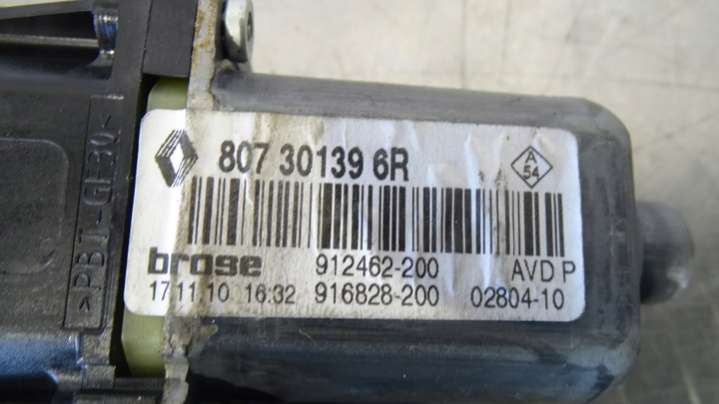 807 30139 6R
A
54
brose 912462-200 AVD P
17.11.10 16:32 916828-200 02804-10
>PBT-GF30<